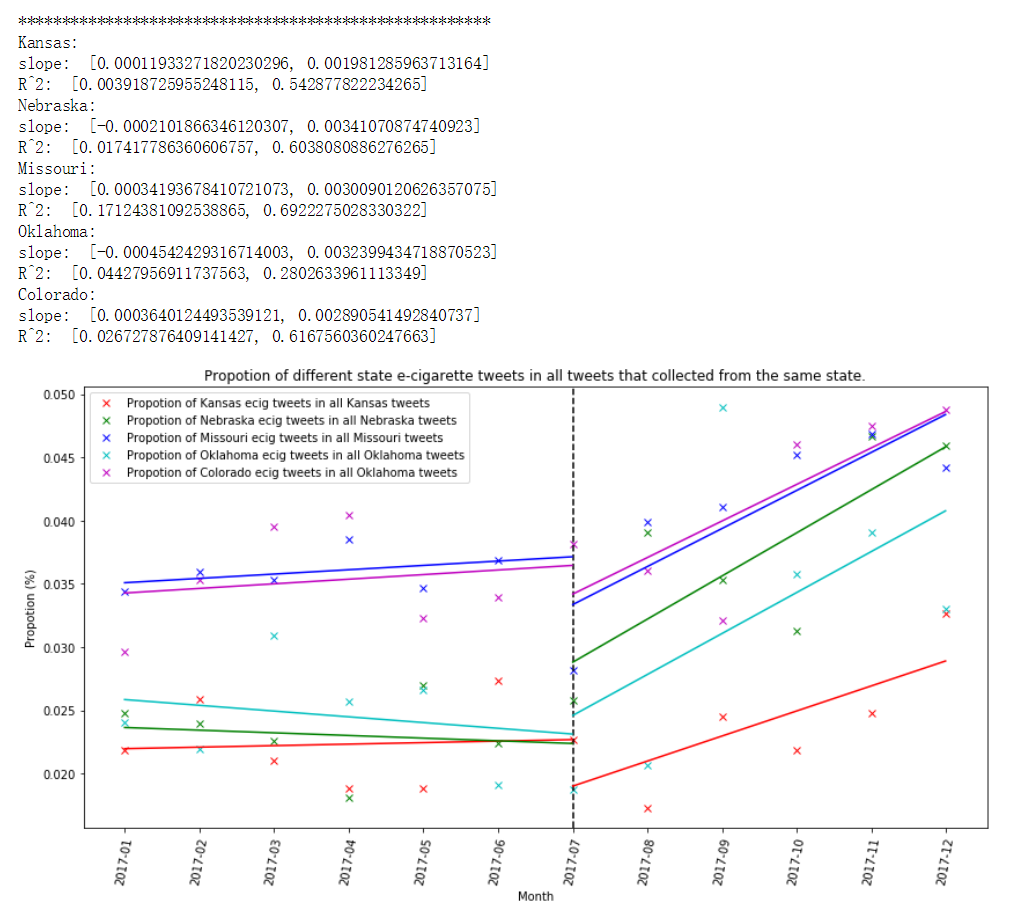 ******************************************************
Kansas:
slope: [0.00011933271820230296, 0.001981285963713164]
R^2: [0.003918725955248115, 0.542877822234265]
Nebraska:
slope: [-0.0002101866346120307, 0.00341070874740923]
R^2: [0.017417786360606757, 0.6038080886276265]
Missouri:
slope: [0.00034193678410721073, 0.0030090120626357075]
R^2: [0.17124381092538865, 0.6922275028330322]
Oklahoma:
slope: [-0.0004542429316714003, 0.0032399434718870523]
R^2: [0.04427956911737563, 0.2802633961113349]
Colorado:
slope: [0.0003640124493539121, 0.002890541492840737]
R^2: [0.026727876409141427, 0.6167560360247663]
Propotion of different state e-cigarette tweets in all tweets that collected from the same state.
Propotion of Kansas ecig tweets in all Kansas tweets
Propotion of Nebraska ecig tweets in all Nebraska tweets
Propotion of Missouri ecig tweets in all Missouri tweets
Propotion of Oklahoma ecig tweets in all Oklahoma tweets
Propotion of Colorado ecig tweets in all Oklahoma tweets
Propotion (%)
0.050
0.045
0.040
0.035
0.030
0.025
0.020
2017-01
2017-02
2017-03
2017-04
2017-05
2017-06
2017-07
2017-08
2017-09
2017-10
2017-11
2017-12
Month